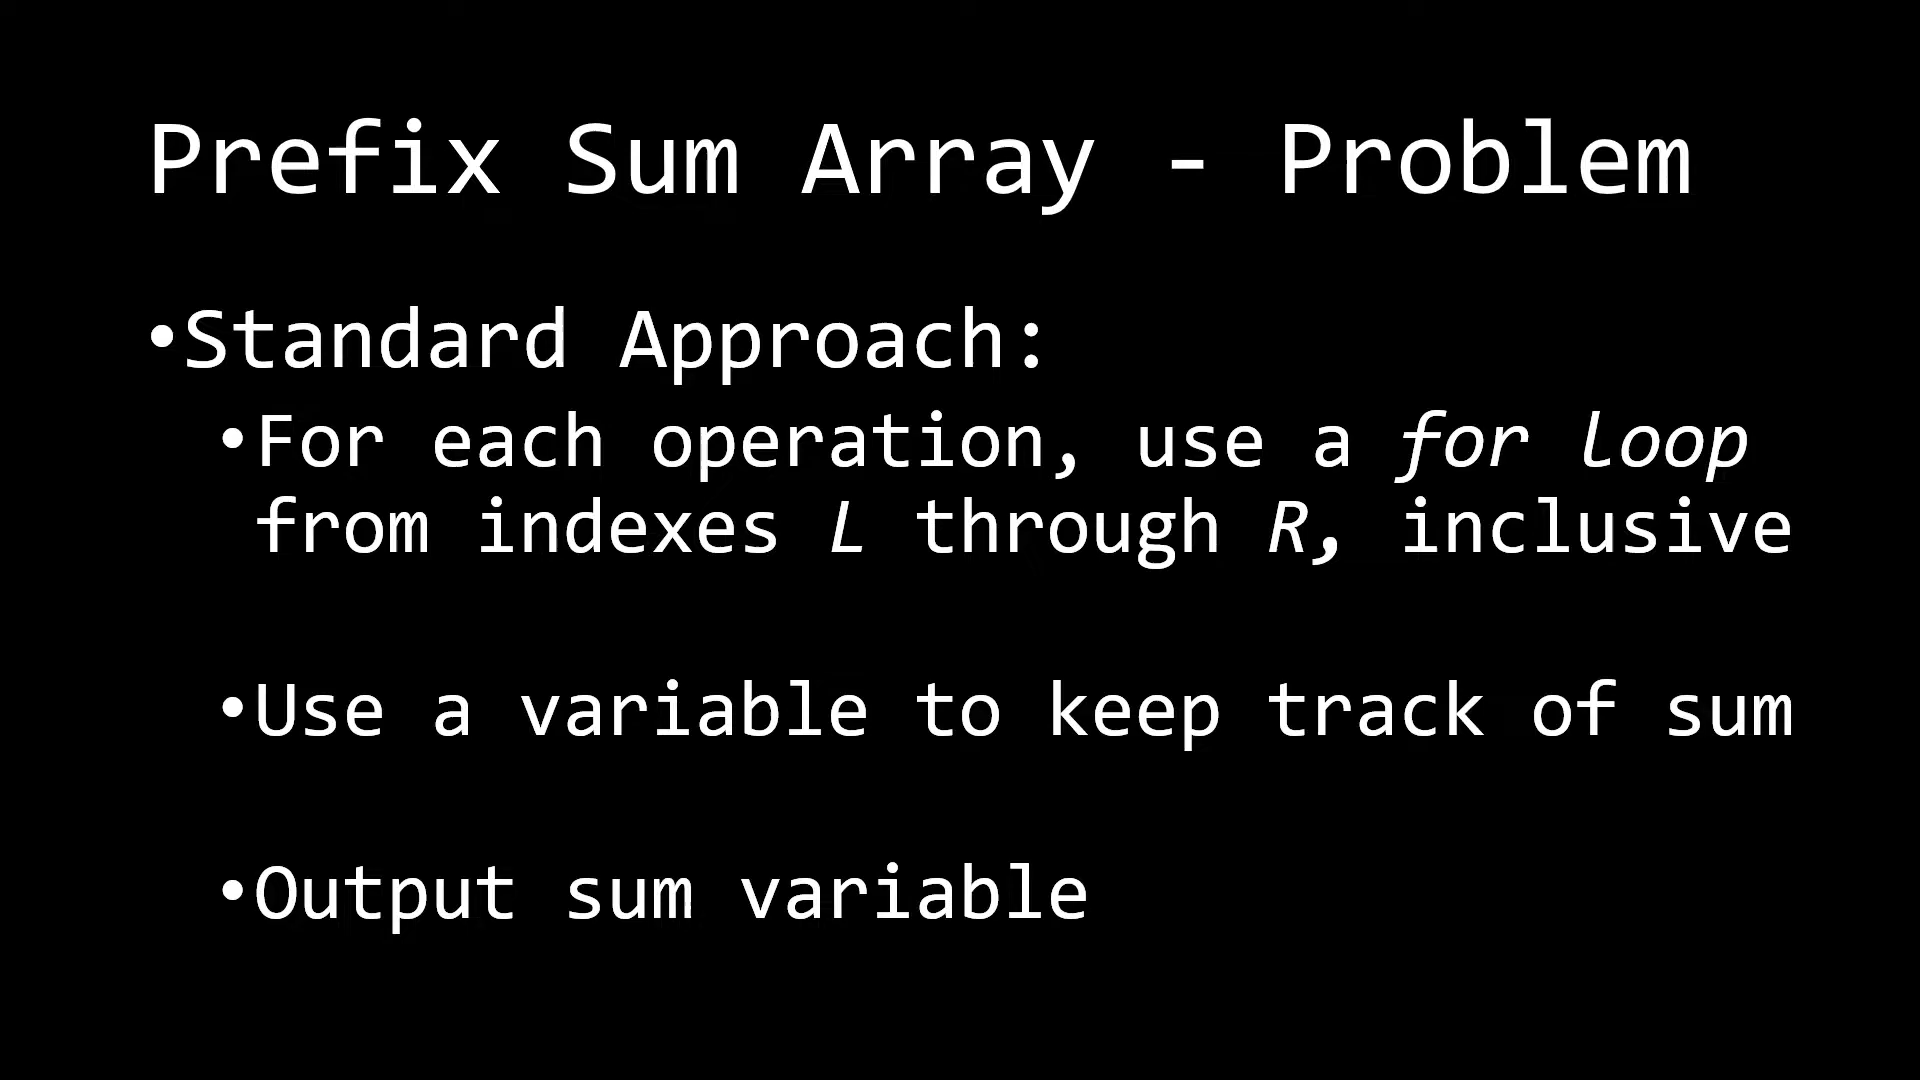 Prefix Sum Array - Problem
•Standard Approach:
•For each operation, use a for loop
from indexes L through R, inclusive
•Use a variable to keep track of sum
•Output sum variable